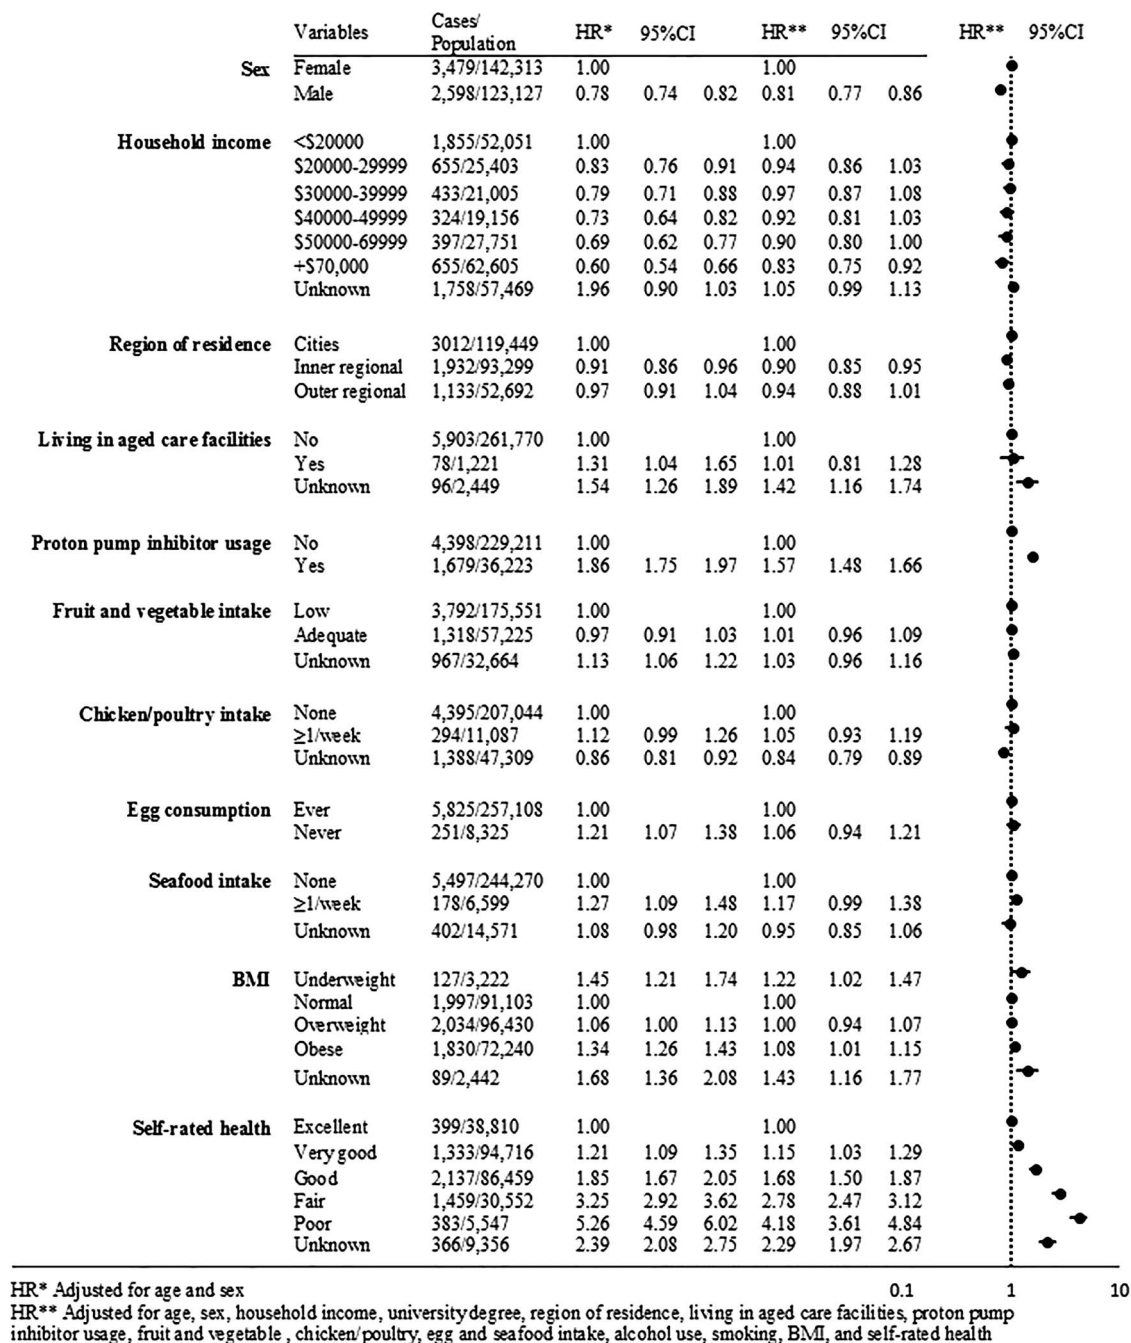 Variables Cases/ Population HR* 95%CI HR** 95%CI HR** 95%CI
Sex Female 3,479/142,313 1.00 1.00
Male 2,598/123,127 0.78 0.74 0.82 0.81 0.77 0.86
Household income <$20000 1,855/52,051 1.00 1.00
$20000-29999 655/25,403 0.83 0.76 0.91 0.94 0.86 1.03
$30000-39999 433/21,005 0.79 0.71 0.88 0.97 0.87 1.08
$40000-49999 324/19,156 0.73 0.64 0.82 0.92 0.81 1.03
$50000-69999 397/27,751 0.69 0.62 0.77 0.90 0.80 1.00
+$70,000 655/62,605 0.60 0.54 0.66 0.83 0.75 0.92
Unknown 1,758/57,469 1.96 0.90 1.03 1.05 0.99 1.13
Region of residence Cities 3012/119,449 1.00 1.00
Inner regional 1,932/93,299 0.91 0.86 0.96 0.90 0.85 0.95
Outer regional 1,133/52,692 0.97 0.91 1.04 0.94 0.88 1.01
Living in aged care facilities No 5,903/261,770 1.00 1.00
Yes 78/1,221 1.31 1.04 1.65 1.01 0.81 1.28
Unknown 96/2,449 1.54 1.26 1.89 1.42 1.16 1.74
Proton pump inhibitor usage No 4,398/229,211 1.00 1.00
Yes 1,679/36,223 1.86 1.75 1.97 1.57 1.48 1.66
Fruit and vegetable intake Low 3,792/175,551 1.00 1.00
Adequate 1,318/57,225 0.97 0.91 1.03 1.01 0.96 1.09
Unknown 967/32,664 1.13 1.06 1.22 1.03 0.96 1.16
Chicken/poultry intake None 4,395/207,044 1.00 1.00
≥1/week 294/11,087 1.12 0.99 1.26 1.05 0.93 1.19
Unknown 1,388/47,309 0.86 0.81 0.92 0.84 0.79 0.89
Egg consumption Ever 5,825/257,108 1.00 1.00
Never 251/8,325 1.21 1.07 1.38 1.06 0.94 1.21
Seafood intake None 5,497/244,270 1.00 1.00
≥1/week 178/6,599 1.27 1.09 1.48 1.17 0.99 1.38
Unknown 402/14,571 1.08 0.98 1.20 0.95 0.85 1.06
BMI Underweight 127/3,222 1.45 1.21 1.74 1.22 1.02 1.47
Normal 1,997/91,103 1.00 1.00
Overweight 2,034/96,430 1.06 1.00 1.13 1.00 0.94 1.07
Obese 1,830/72,240 1.34 1.26 1.43 1.08 1.01 1.15
Unknown 89/2,442 1.68 1.36 2.08 1.43 1.16 1.77
Self-rated health Excellent 399/38,810 1.00 1.00
Very good 1,333/94,716 1.21 1.09 1.35 1.15 1.03 1.29
Good 2,137/86,459 1.85 1.67 2.05 1.68 1.50 1.87
Fair 1,459/30,552 3.25 2.92 3.62 2.78 2.47 3.12
Poor 383/5,547 5.26 4.59 6.02 4.18 3.61 4.84
Unknown 366/9,356 2.39 2.08 2.75 2.29 1.97 2.67
HR* Adjusted for age and sex 0.1 1 10
HR** Adjusted for age, sex, household income, university degree, region of residence, living in aged care facilities, proton pump
inhibitor usage, fruit and vegetable , chicken/poultry, egg and seafood intake, alcohol use, smoking, BMI, and self-rated health